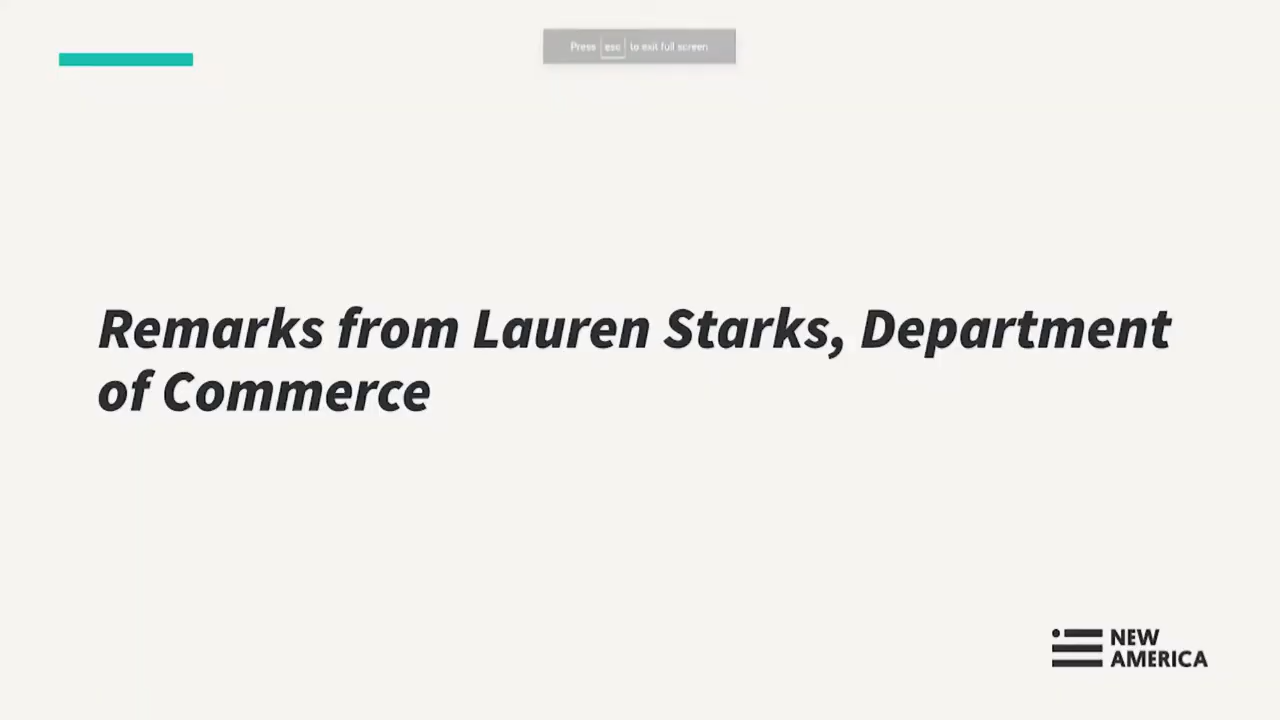 Press esc to exit full screen
Remarks from Lauren Starks, Department
of Commerce
NEW
AMERICA